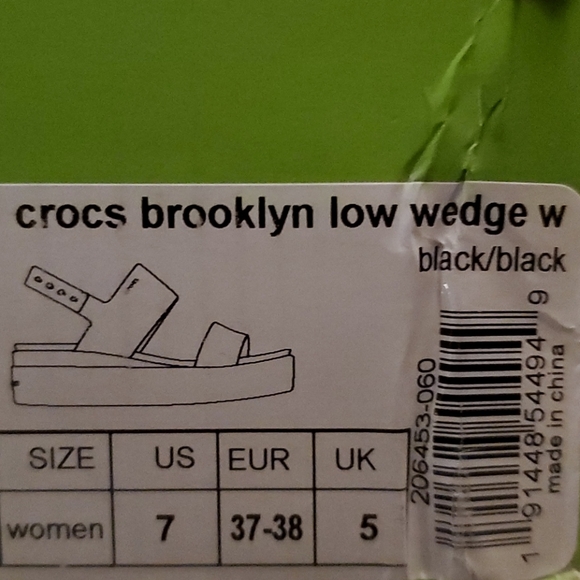 crocs brooklyn low wedge w
black/black
SIZE US EUR UK
women 7 37-38 5
206453-060
1 91448 54494 9
made in china